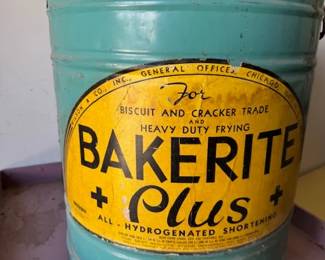 & CO., INC., GENERAL OFFICES, CHICAGO
For
BISCUIT AND CRACKER TRADE
AND
HEAVY DUTY FRYING
BAKERITE
+ Plus +
ALL-HYDROGENATED SHORTENING